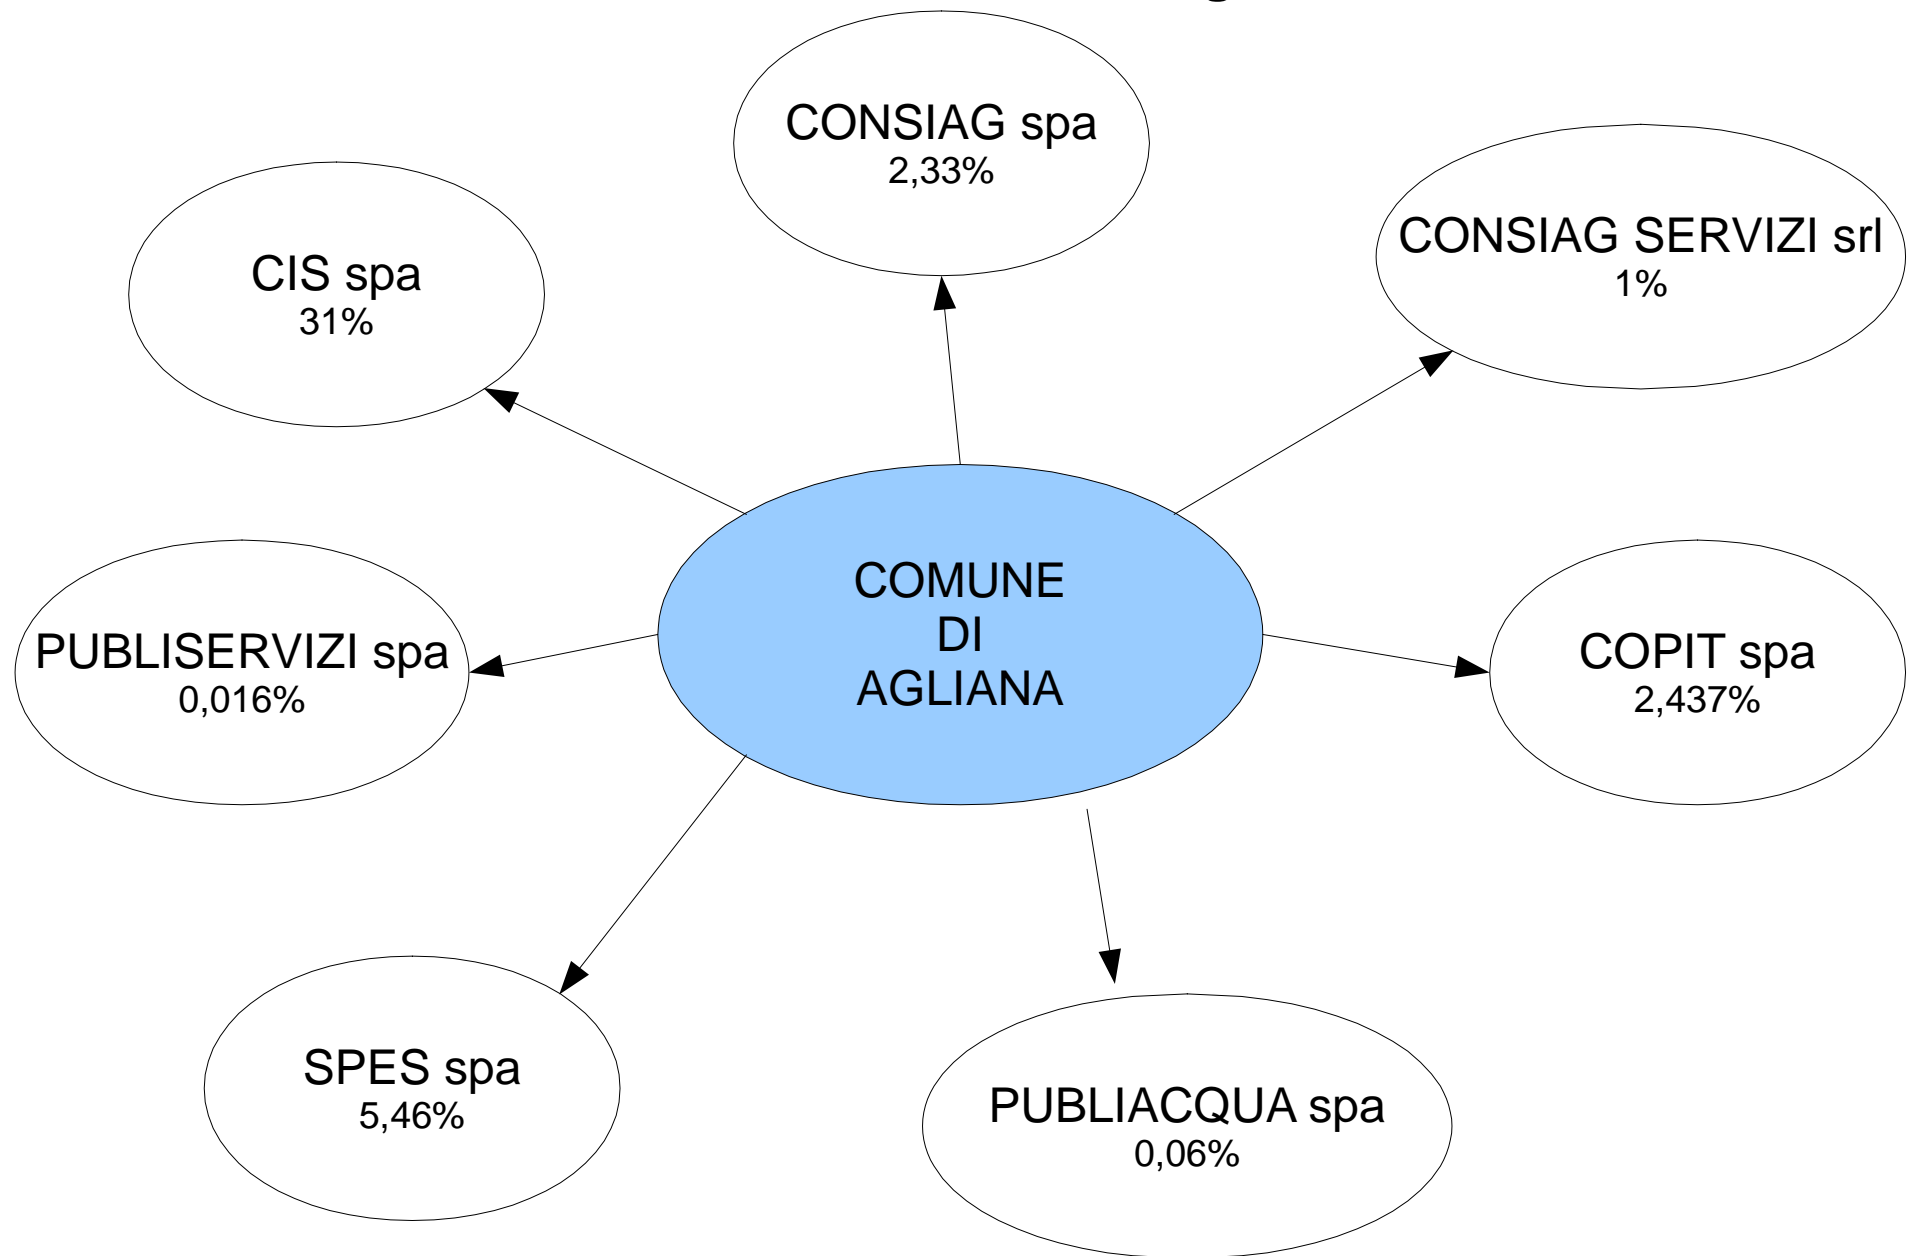 CONSIAG spa
2,33%
CONSIAG SERVIZI srl
1%
CIS spa
31%
COMUNE
DI
AGLIANA
PUBLISERVIZI spa
0,016%
COPIT spa
2,437%
SPES spa
5,46%
PUBLIACQUA spa
0,06%